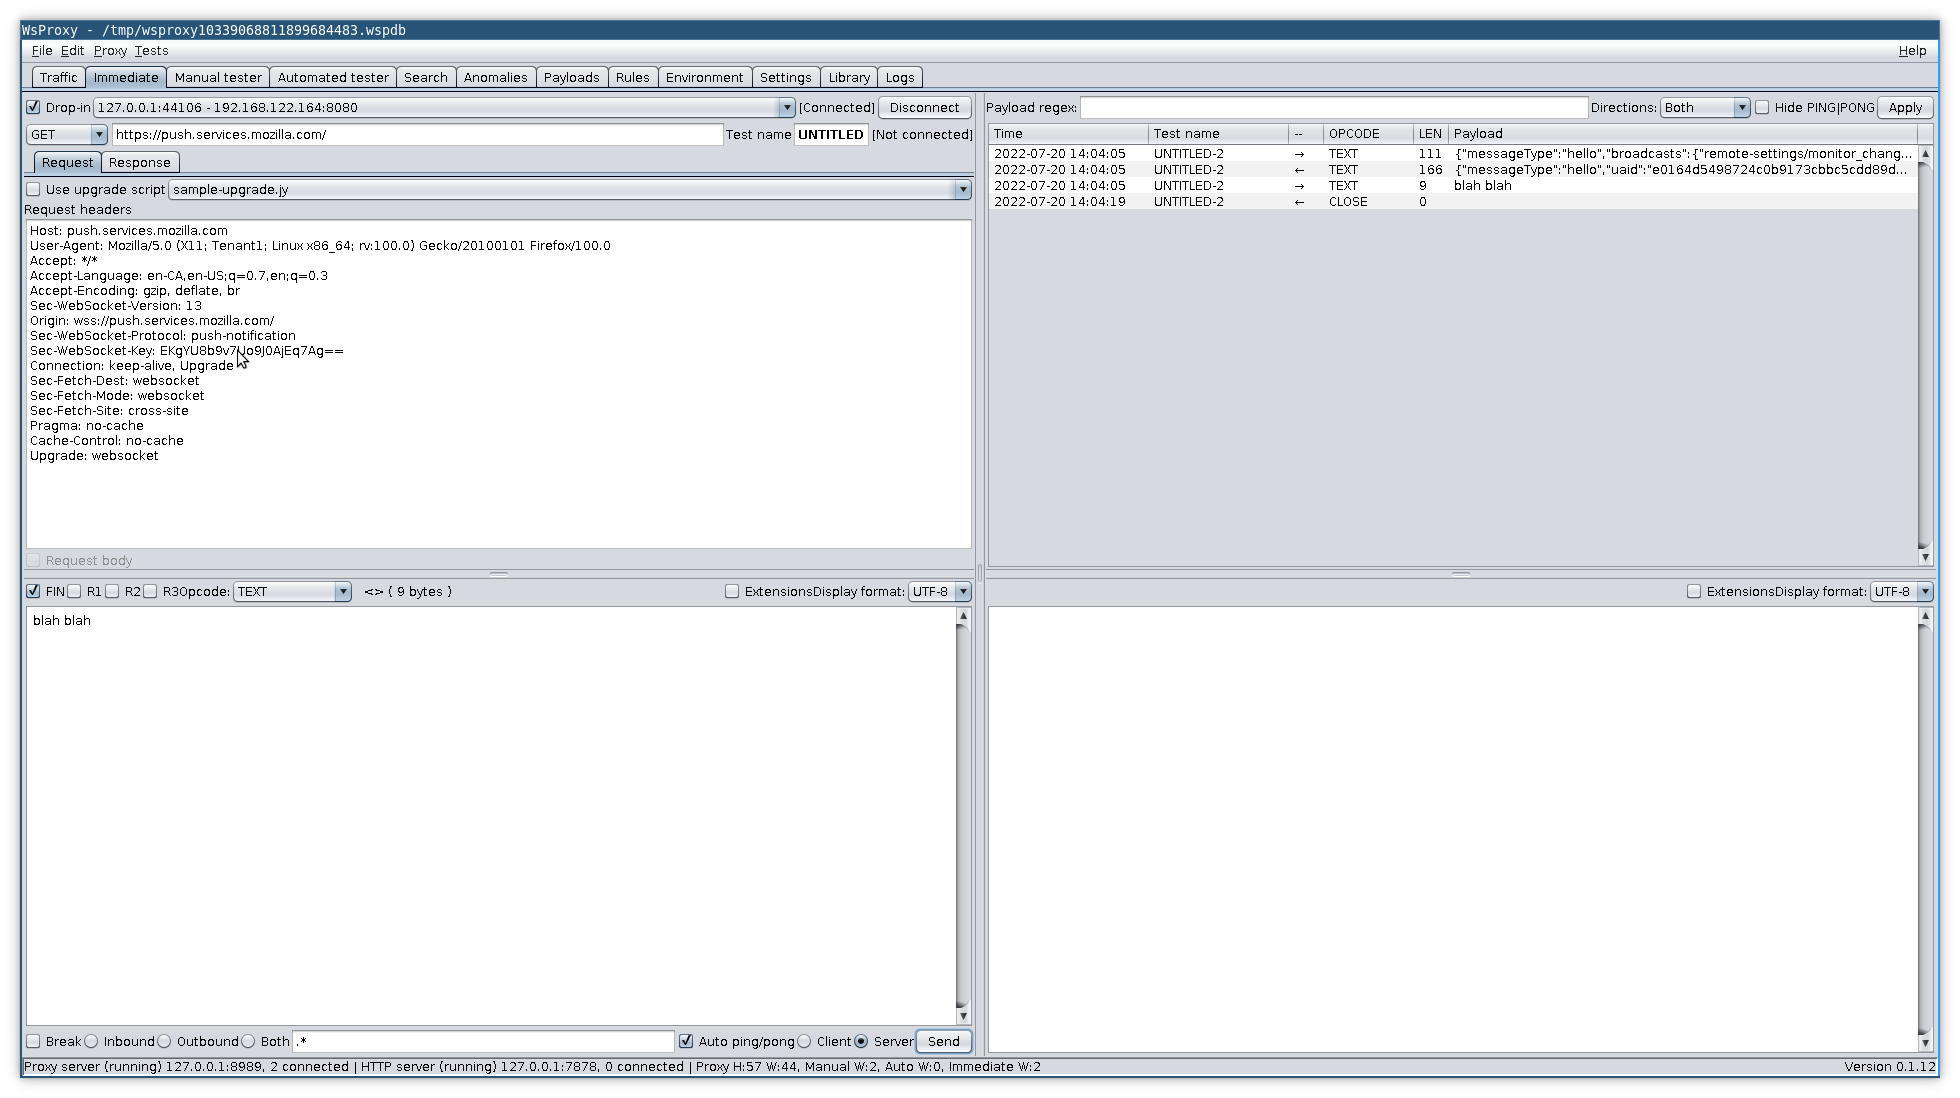 WsProxy - /tmp/wsproxy10339068811899684483.wspdb
File Edit Proxy Tests Help
Traffic Immediate Manual tester Automated tester Search Anomalies Payloads Rules Environment Settings Library Logs
Drop-in 127.0.0.1:44106 - 192.168.122.164:8080 [Connected] Disconnect
GET https://push.services.mozilla.com/ Test name UNTITLED [Not connected]
Request Response
Use upgrade script sample-upgrade.jy
Request headers
Host: push.services.mozilla.com
User-Agent: Mozilla/5.0 (X11; Tenant1; Linux x86_64; rv:100.0) Gecko/20100101 Firefox/100.0
Accept: */*
Accept-Language: en-CA,en-US;q=0.7,en;q=0.3
Accept-Encoding: gzip, deflate, br
Sec-WebSocket-Version: 13
Origin: wss://push.services.mozilla.com/
Sec-WebSocket-Protocol: push-notification
Sec-WebSocket-Key: EKgYU8b9v7Uo9J0AjEq7Ag==
Connection: keep-alive, Upgrade
Sec-Fetch-Dest: websocket
Sec-Fetch-Mode: websocket
Sec-Fetch-Site: cross-site
Pragma: no-cache
Cache-Control: no-cache
Upgrade: websocket
Request body
FIN R1 R2 R3Opcode: TEXT <> ( 9 bytes ) ExtensionsDisplay format: UTF-8
blah blah
Break Inbound Outbound Both .* Auto ping/pong Client Server Send
Payload regex: Directions: Both Hide PING|PONG Apply
Time Test name -- OPCODE LEN Payload
2022-07-20 14:04:05 UNTITLED-2 → TEXT 111 {"messageType":"hello","broadcasts":{"remote-settings/monitor_chang...
2022-07-20 14:04:05 UNTITLED-2 ← TEXT 166 {"messageType":"hello","uaid":"e0164d5498724c0b9173cbbc5cdd89d...
2022-07-20 14:04:05 UNTITLED-2 → TEXT 9 blah blah
2022-07-20 14:04:19 UNTITLED-2 ← CLOSE 0
ExtensionsDisplay format: UTF-8
Proxy server (running) 127.0.0.1:8989, 2 connected | HTTP server (running) 127.0.0.1:7878, 0 connected | Proxy H:57 W:44, Manual W:2, Auto W:0, Immediate W:2 Version 0.1.12